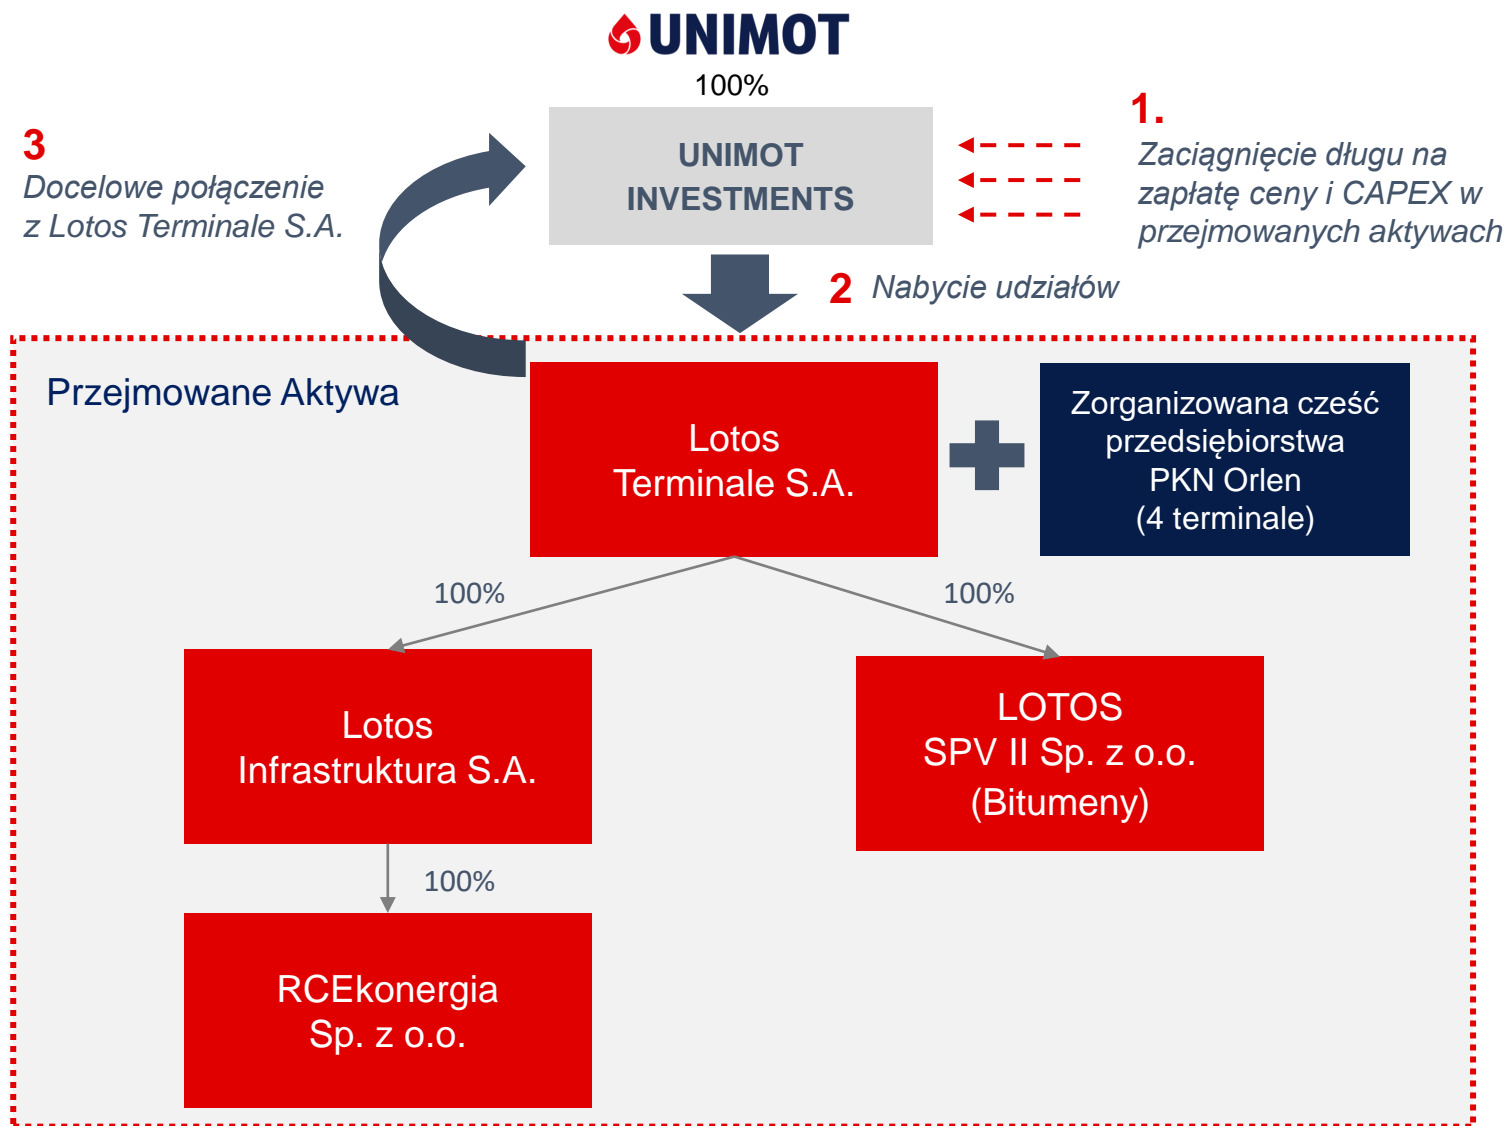 UNIMOT
100%
UNIMOT
INVESTMENTS
1.
Zaciągnięcie długu na
zapłatę ceny i CAPEX w
przejmowanych aktywach
3
Docelowe połączenie
z Lotos Terminale S.A.
2 Nabycie udziałów
Przejmowane Aktywa
Lotos
Terminale S.A.
Zorganizowana cześć
przedsiębiorstwa
PKN Orlen
(4 terminale)
100%
100%
Lotos
Infrastruktura S.A.
LOTOS
SPV II Sp. z o.o.
(Bitumeny)
100%
RCEkonergia
Sp. z o.o.